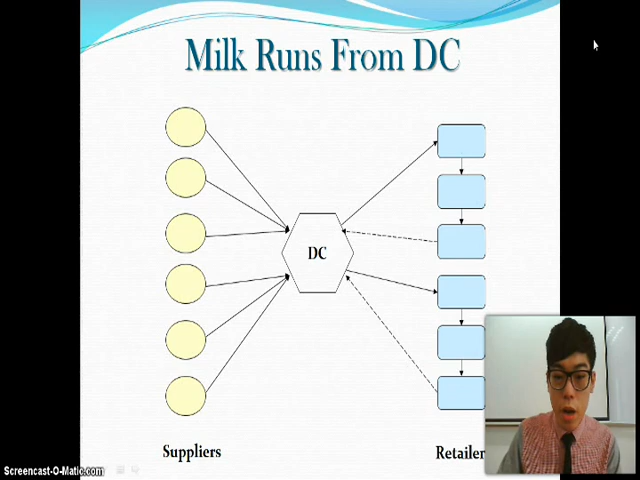 Milk Runs From DC
DC
Suppliers
Retailer
Screencast-O-Matic.com